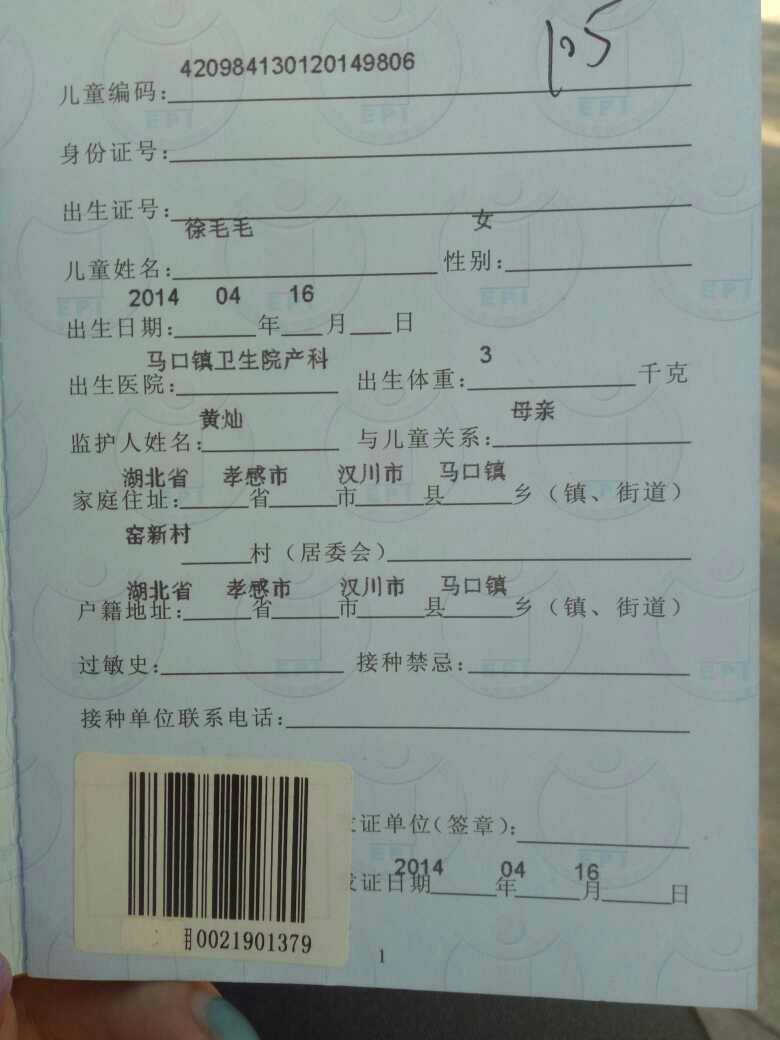 105
420984130120149806
儿童编码:
身份证号:
出生证号:
徐毛毛 女
儿童姓名: 性别:
2014 04 16
出生日期: 年 月 日
马口镇卫生院产科 3
出生医院: 出生体重: 千克
黄灿 母亲
监护人姓名: 与儿童关系:
湖北省 孝感市 汉川市 马口镇
家庭住址: 省 市 县 乡（镇、街道）
窑新村
村（居委会）
湖北省 孝感市 汉川市 马口镇
户籍地址: 省 市 县 乡（镇、街道）
过敏史: 接种禁忌:
接种单位联系电话:
发证单位(签章):
2014 04 16
发证日期 年 月 日
0021901379
1